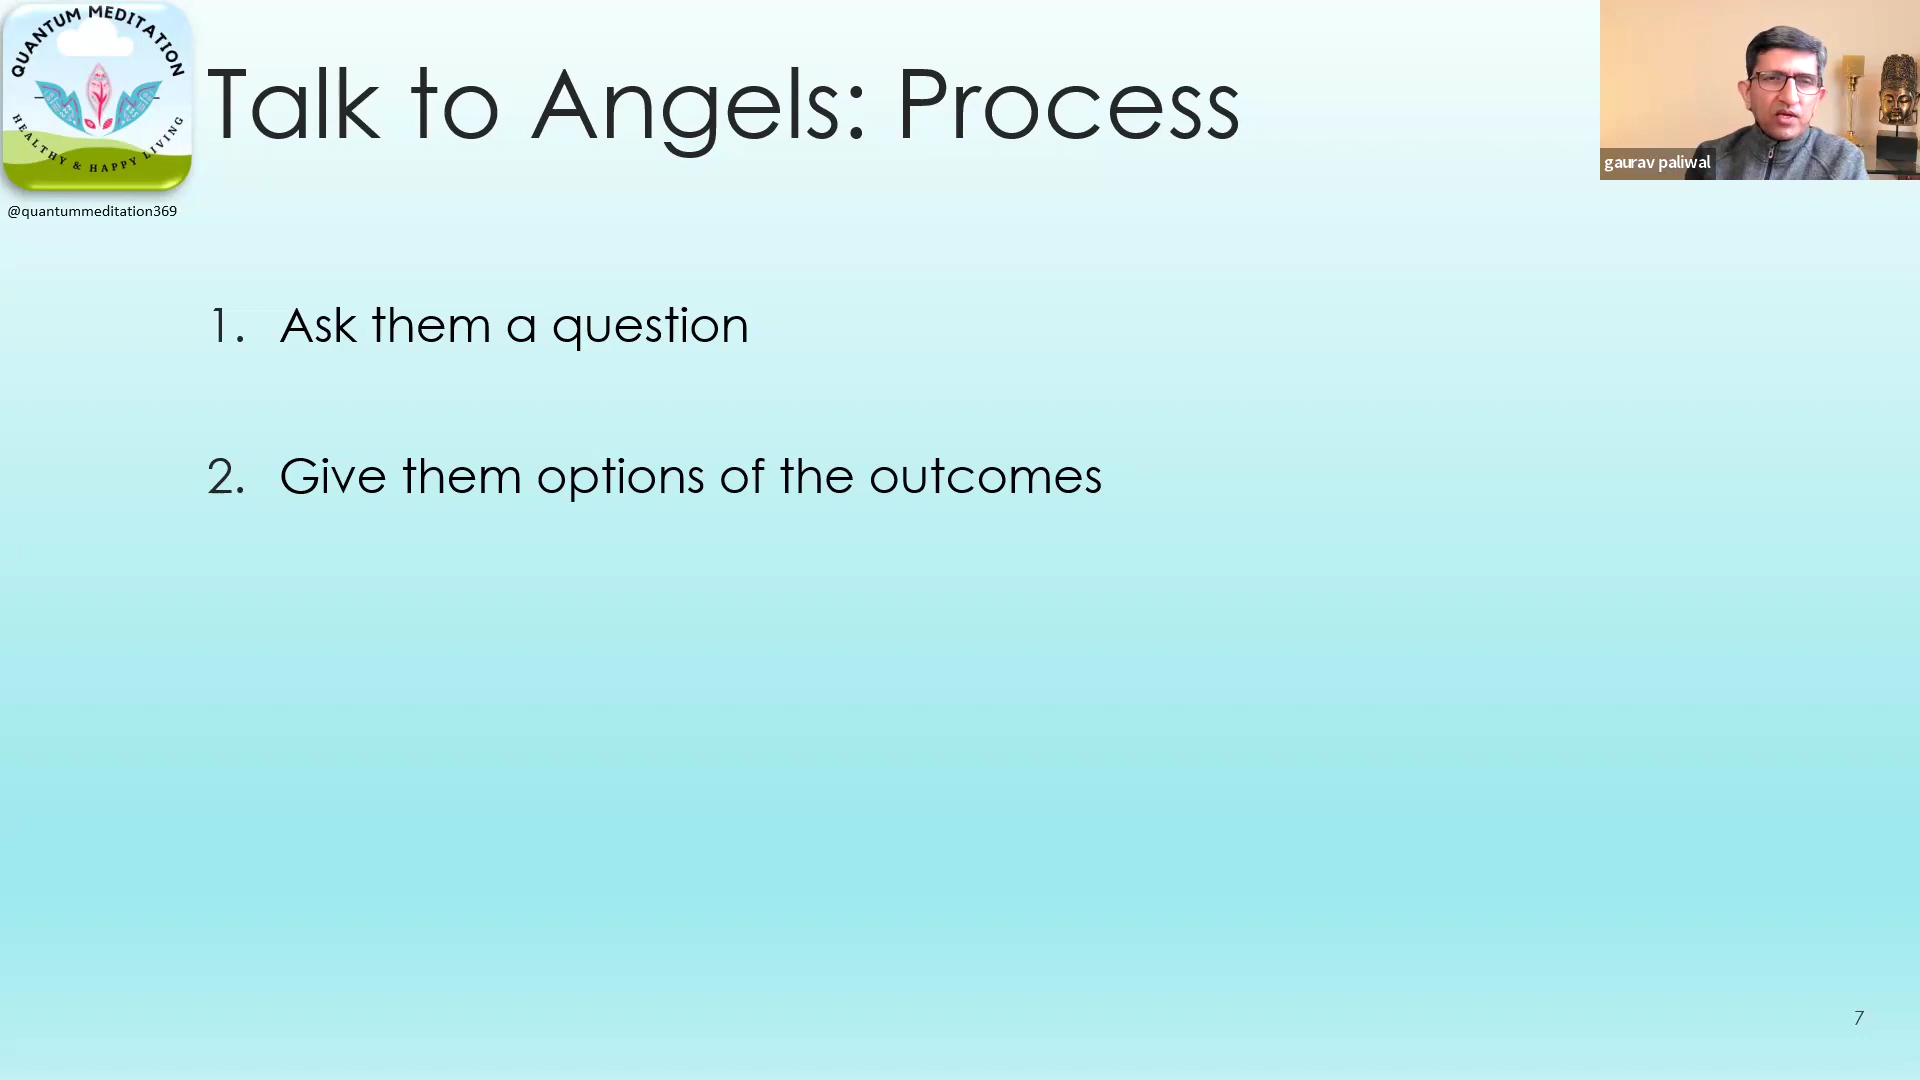 QUANTUM MEDITATION
HEALTHY & HAPPY LIVING
@quantummeditation369
Talk to Angels: Process
gaurav paliwal
1. Ask them a question
2. Give them options of the outcomes
7